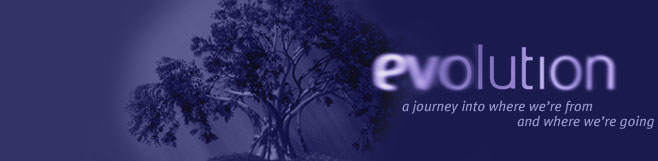 evolution
a journey into where we're from
and where we're going